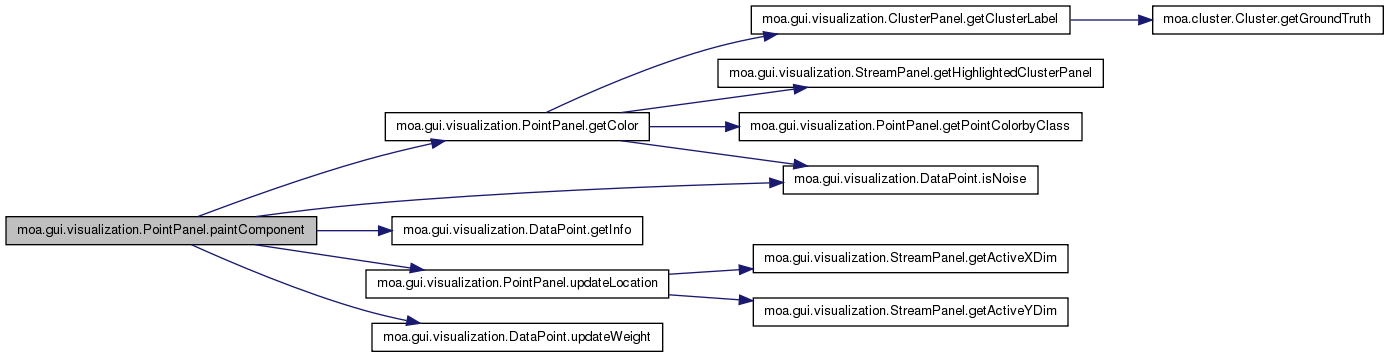 moa.gui.visualization.ClusterPanel.getClusterLabel
moa.cluster.Cluster.getGroundTruth
moa.gui.visualization.StreamPanel.getHighlightedClusterPanel
moa.gui.visualization.PointPanel.getColor
moa.gui.visualization.PointPanel.getPointColorbyClass
moa.gui.visualization.DataPoint.isNoise
moa.gui.visualization.PointPanel.paintComponent
moa.gui.visualization.DataPoint.getInfo
moa.gui.visualization.StreamPanel.getActiveXDim
moa.gui.visualization.PointPanel.updateLocation
moa.gui.visualization.StreamPanel.getActiveYDim
moa.gui.visualization.DataPoint.updateWeight